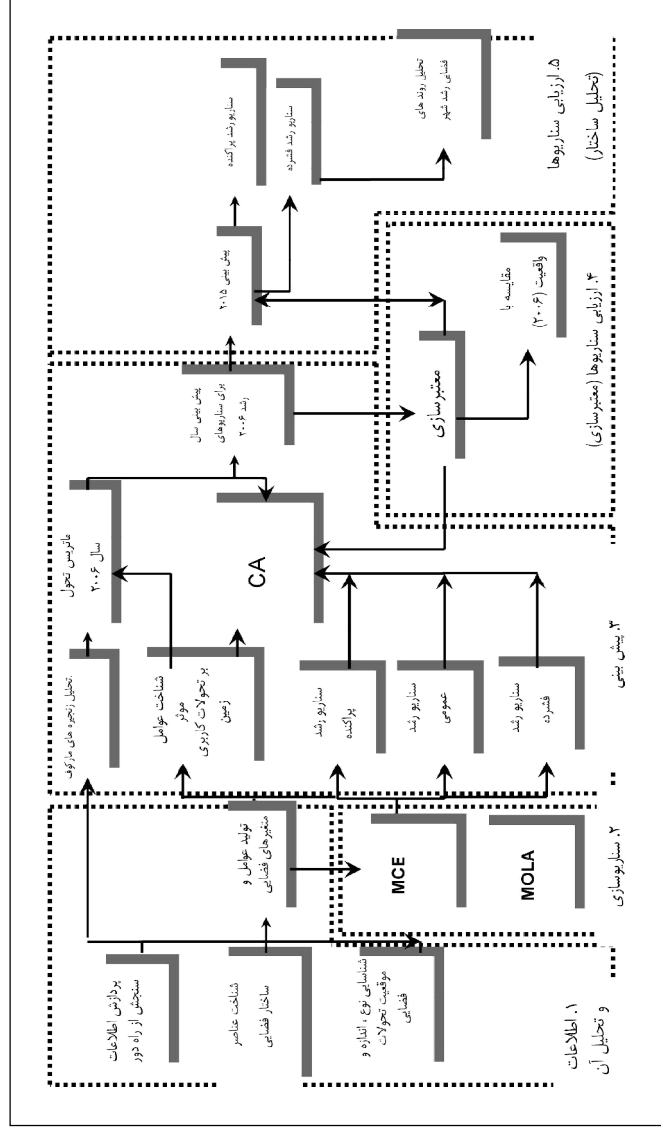 پردازش اطلاعات
سنجش از راه دور
شناخت عناصر
ساختار فضایی
شناسایی نوع ، اندازه و
موقعیت تحولات
فضایی
۱. اطلاعات
و تحلیل آن
تولید عوامل و
متغیرهای فضایی
MCE
MOLA
۲. سناریوسازی
تحلیل زنجیره های مارکوف.
شناخت عوامل
موثر
بر تحولات کاربری
زمین
سناریو رشد
پراکنده
سناریو رشد
عمومی
سناریو رشد
فشرده
ماتریس تحول
سال ۲۰۰۶
CA
پیش بینی سال
برای سناریوهای
رشد ۲۰۰۶
۳. پیش بینی
معتبرسازی
مقایسه با
واقعیت (۲۰۰۶)
۴. ارزیابی سناریوها (معتبرسازی)
پیش بینی ۲۰۱۵
سناریو رشد پراکنده
سناریو رشد فشرده
تحلیل روند های
فضایی رشد شهر
۵. ارزیابی سناریوها
(تحلیل ساختار)